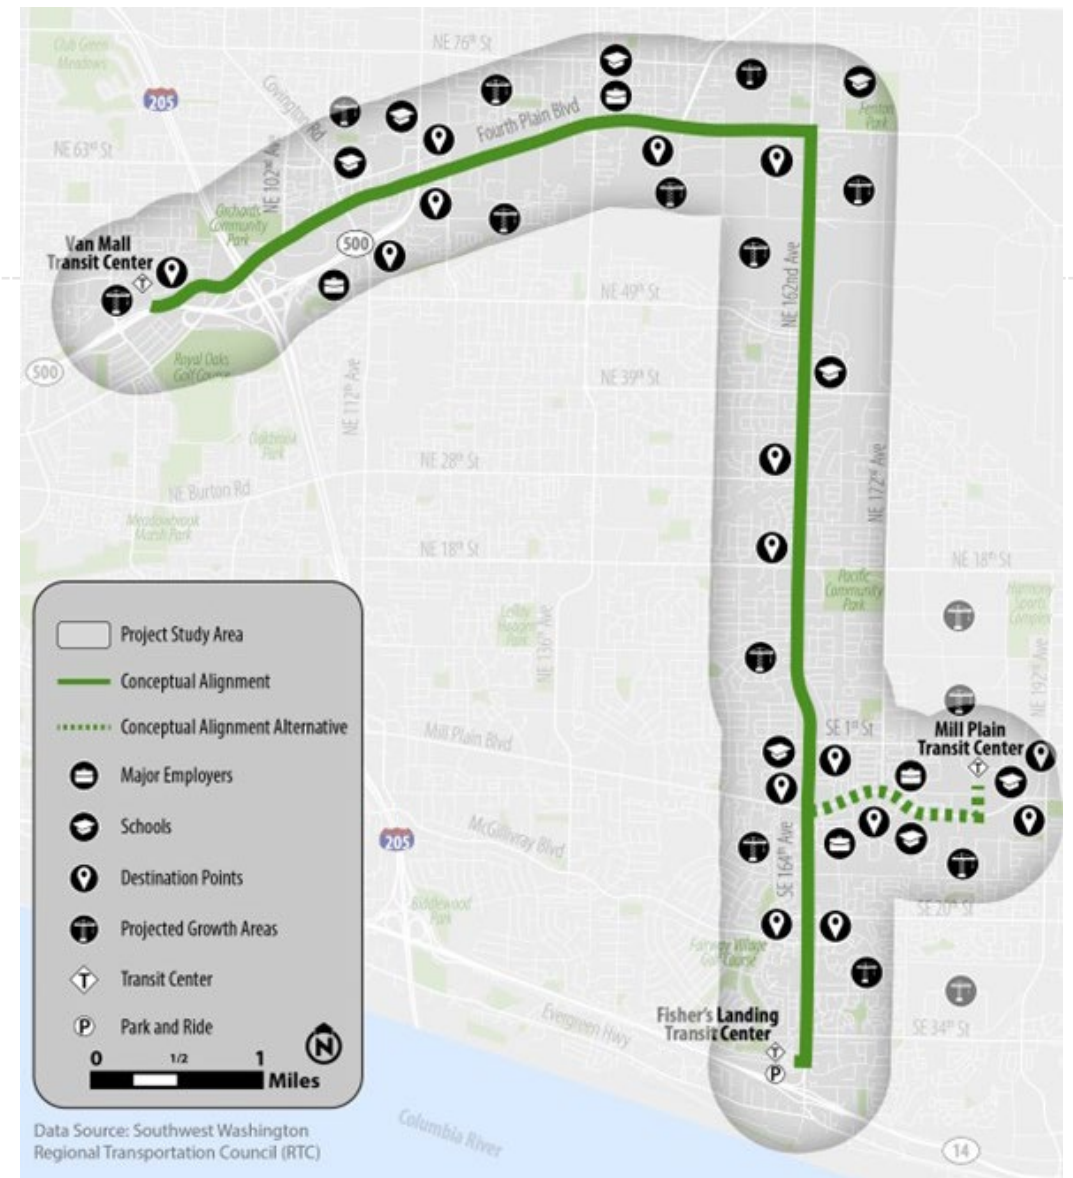 Club Green
Meadows
NE 76th St
205
Covington Rd
Fourth Plain Blvd
Fenton
Park
NE 63rd St
NE 102nd Ave
Orchards
Community
Park
Van Mall
Transit Center
T
500
NE 162nd Ave
NE 49th St
500
Royal Oaks
Golf Course
NE 39th St
NE 112th Ave
Oakbrook
Park
NE 28th St
NE 172nd Ave
NE Burton Rd
Meadowbrook
Marsh Park
NE 18th St
NE 18th St
Pacific
Community
Park
Harmony
Sports
Complex
Park
NE 136th Ave
NE 192nd Ave
Project Study Area
Conceptual Alignment
Conceptual Alignment Alternative
Major Employers
Schools
Destination Points
Projected Growth Areas
T
Transit Center
P
Park and Ride
0
1/2
1
Miles
N
Mill Plain Blvd
SE 1st St
Mill Plain
Transit Center
T
205
McGillivray Blvd
SE 164th Ave
Biddlewood
Park
SE 20th St
Fairway Village
Golf Course
Evergreen Hwy
Fisher's Landing
Transit Center
T
P
SE 34th St
Columbia River
14
Data Source: Southwest Washington
Regional Transportation Council (RTC)